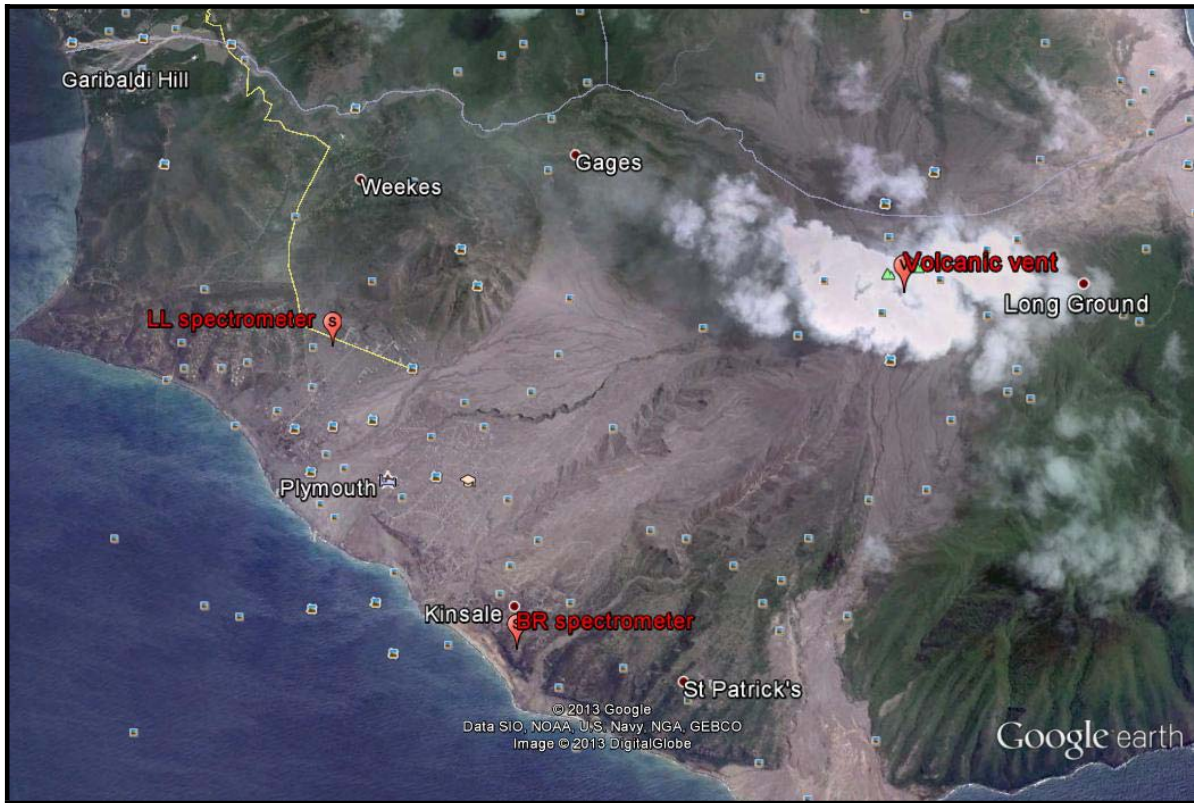 Garibaldi Hill
Weekes
Gages
Volcanic vent
Long Ground
LL spectrometer
S
Plymouth
Kinsale
BR spectrometer
St Patrick's
© 2013 Google
Data SIO, NOAA, U.S. Navy, NGA, GEBCO
Image © 2013 DigitalGlobe
Google earth